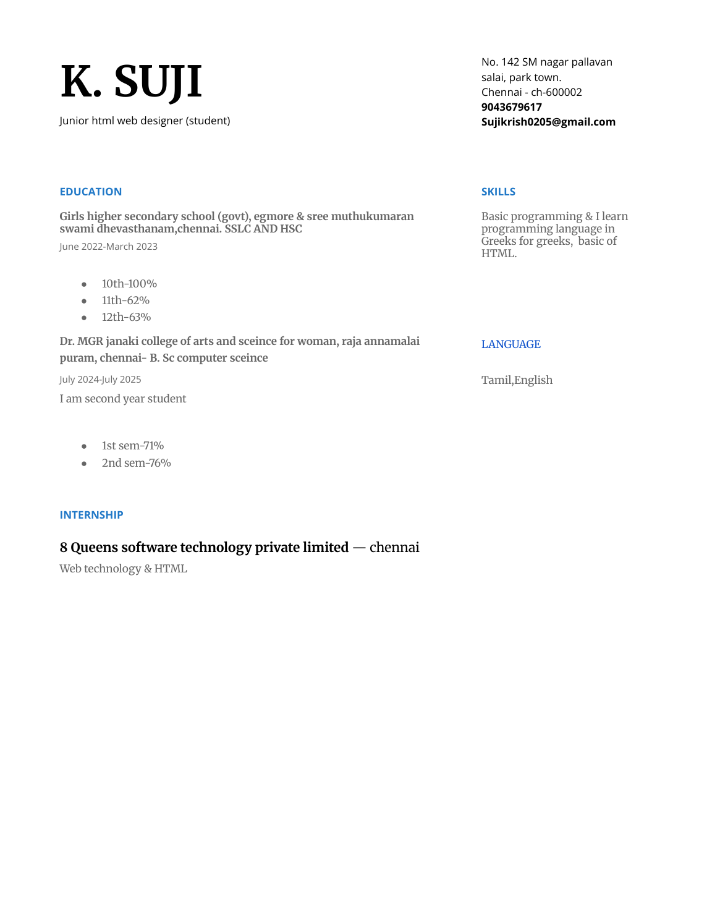 K. SUJI
Junior html web designer (student)
No. 142 SM nagar pallavan
salai, park town.
Chennai - ch-600002
9043679617
Sujikrish0205@gmail.com
EDUCATION
Girls higher secondary school (govt), egmore & sree muthukumaran
swami dhevasthanam,chennai. SSLC AND HSC
June 2022-March 2023
● 10th-100%
● 11th-62%
● 12th-63%
Dr. MGR janaki college of arts and sceince for woman, raja annamalai
puram, chennai- B. Sc computer sceince
July 2024-July 2025
I am second year student
● 1st sem-71%
● 2nd sem-76%
INTERNSHIP
8 Queens software technology private limited — chennai
Web technology & HTML
SKILLS
Basic programming & I learn
programming language in
Greeks for greeks,  basic of
HTML.
LANGUAGE
Tamil,English